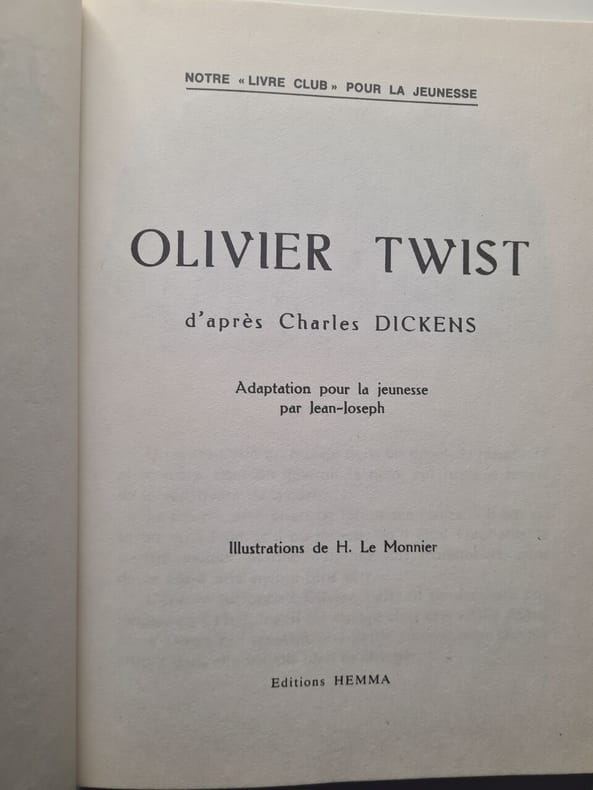 NOTRE « LIVRE CLUB » POUR LA JEUNESSE
OLIVIER TWIST
d'après Charles DICKENS
Adaptation pour la jeunesse
par Jean-Joseph
Illustrations de H. Le Monnier
Editions HEMMA